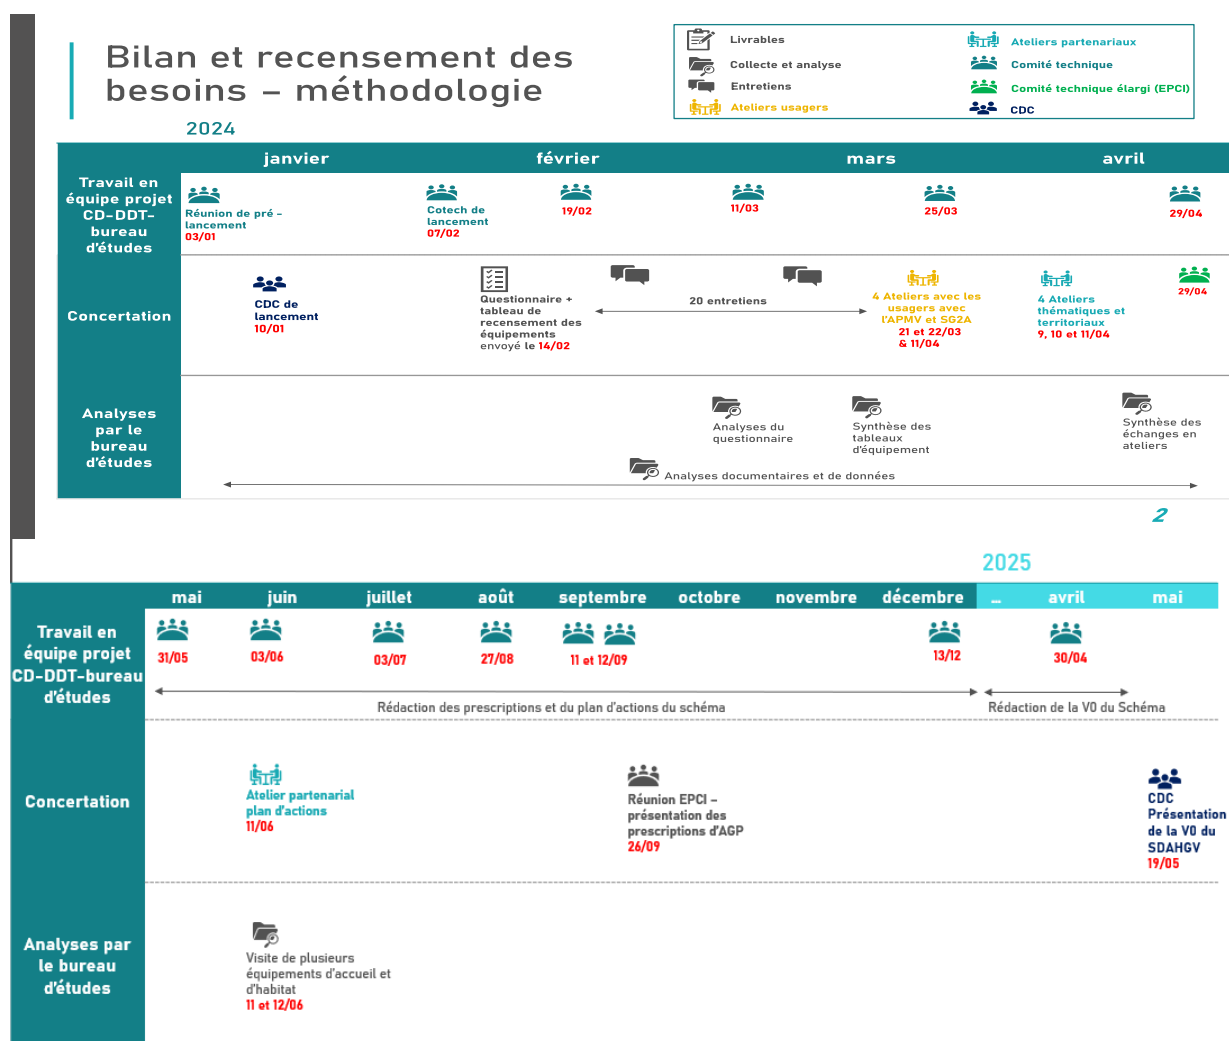 Bilan et recensement des
besoins – méthodologie
Livrables
Collecte et analyse
Entretiens
Ateliers usagers
Ateliers partenariaux
Comité technique
Comité technique élargi (EPCI)
CDC
2024
janvier
février
mars
avril
Travail en
équipe projet
CD-DDT-
bureau
d'études
Réunion de pré -
lancement
03/01
Cotech de
lancement
07/02
19/02
11/03
25/03
29/04
Concertation
CDC de
lancement
10/01
Questionnaire +
tableau de
recensement des
équipements
envoyé le 14/02
20 entretiens
4 Ateliers avec les
usagers avec
l'APMV et SG2A
21 et 22/03
& 11/04
4 Ateliers
thématiques et
territoriaux
9, 10 et 11/04
29/04
Analyses
par le
bureau
d'études
Analyses du
questionnaire
Synthèse des
tableaux
d'équipement
Synthèse des
échanges en
ateliers
Analyses documentaires et de données
2
2025
mai
juin
juillet
août
septembre
octobre
novembre
décembre
...
avril
mai
Travail en
équipe projet
CD-DDT-bureau
d'études
31/05
03/06
03/07
27/08
11 et 12/09
13/12
30/04
Rédaction des prescriptions et du plan d'actions du schéma
Rédaction de la V0 du Schéma
Concertation
Atelier partenarial
plan d'actions
11/06
Réunion EPCI –
présentation des
prescriptions d'AGP
26/09
CDC
Présentation
de la V0 du
SDAHGV
19/05
Analyses par
le bureau
d'études
Visite de plusieurs
équipements d'accueil et
d'habitat
11 et 12/06